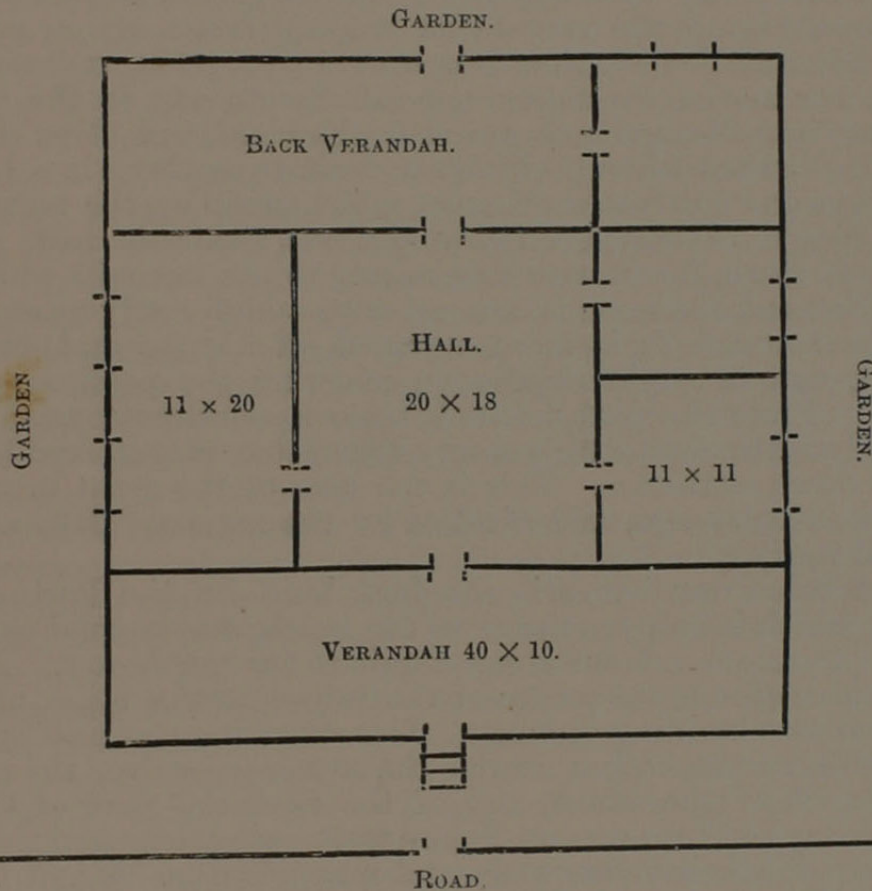 GARDEN.
BACK VERANDAH.
HALL.
11 × 20
20 × 18
GARDEN
GARDEN.
11 × 11
VERANDAH 40 × 10.
ROAD.